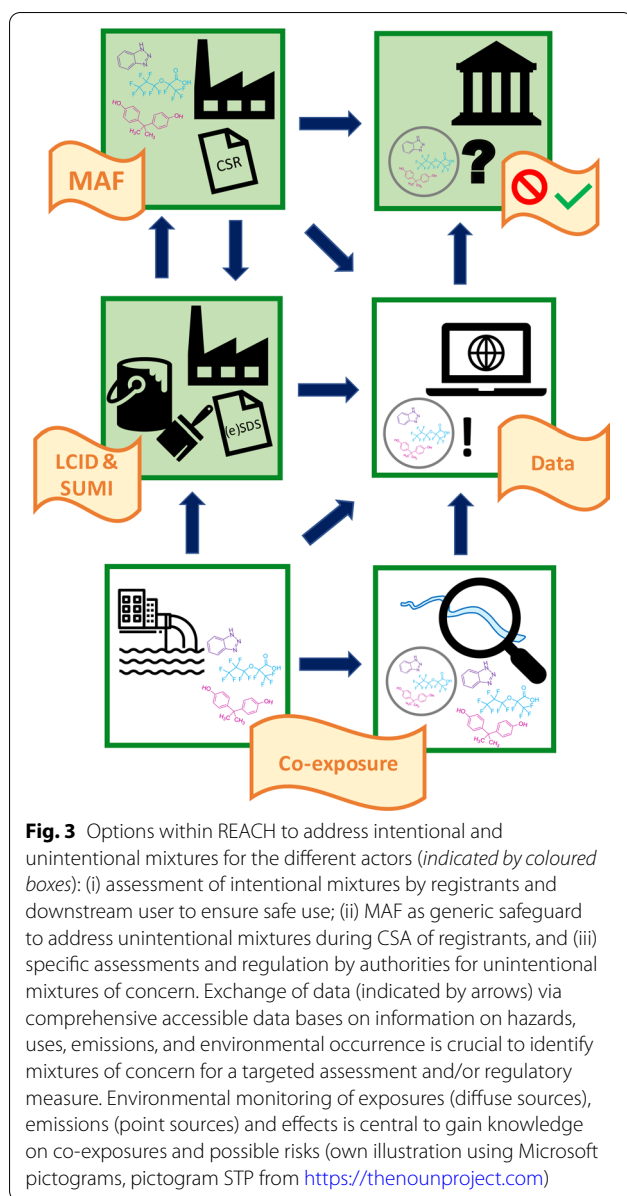 MAF
CSR
?
LCID &
SUMI
(e)SDS
!
Data
Co-exposure
Fig. 3 Options within REACH to address intentional and
unintentional mixtures for the different actors (indicated by coloured
boxes): (i) assessment of intentional mixtures by registrants and
downstream user to ensure safe use; (ii) MAF as generic safeguard
to address unintentional mixtures during CSA of registrants, and (iii)
specific assessments and regulation by authorities for unintentional
mixtures of concern. Exchange of data (indicated by arrows) via
comprehensive accessible data bases on information on hazards,
uses, emissions, and environmental occurrence is crucial to identify
mixtures of concern for a targeted assessment and/or regulatory
measure. Environmental monitoring of exposures (diffuse sources),
emissions (point sources) and effects is central to gain knowledge
on co-exposures and possible risks (own illustration using Microsoft
pictograms, pictogram STP from https://thenounproject.com)